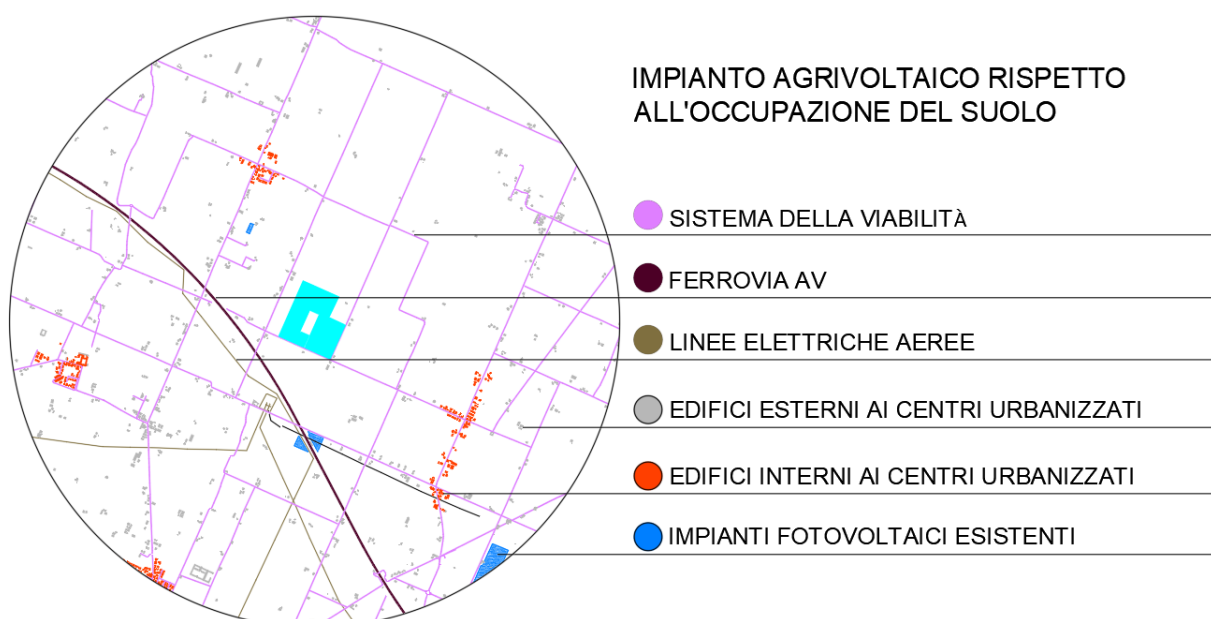 IMPIANTO AGRIVOLTAICO RISPETTO
ALL'OCCUPAZIONE DEL SUOLO
SISTEMA DELLA VIABILITÀ
FERROVIA AV
LINEE ELETTRICHE AEREE
EDIFICI ESTERNI AI CENTRI URBANIZZATI
EDIFICI INTERNI AI CENTRI URBANIZZATI
IMPIANTI FOTOVOLTAICI ESISTENTI